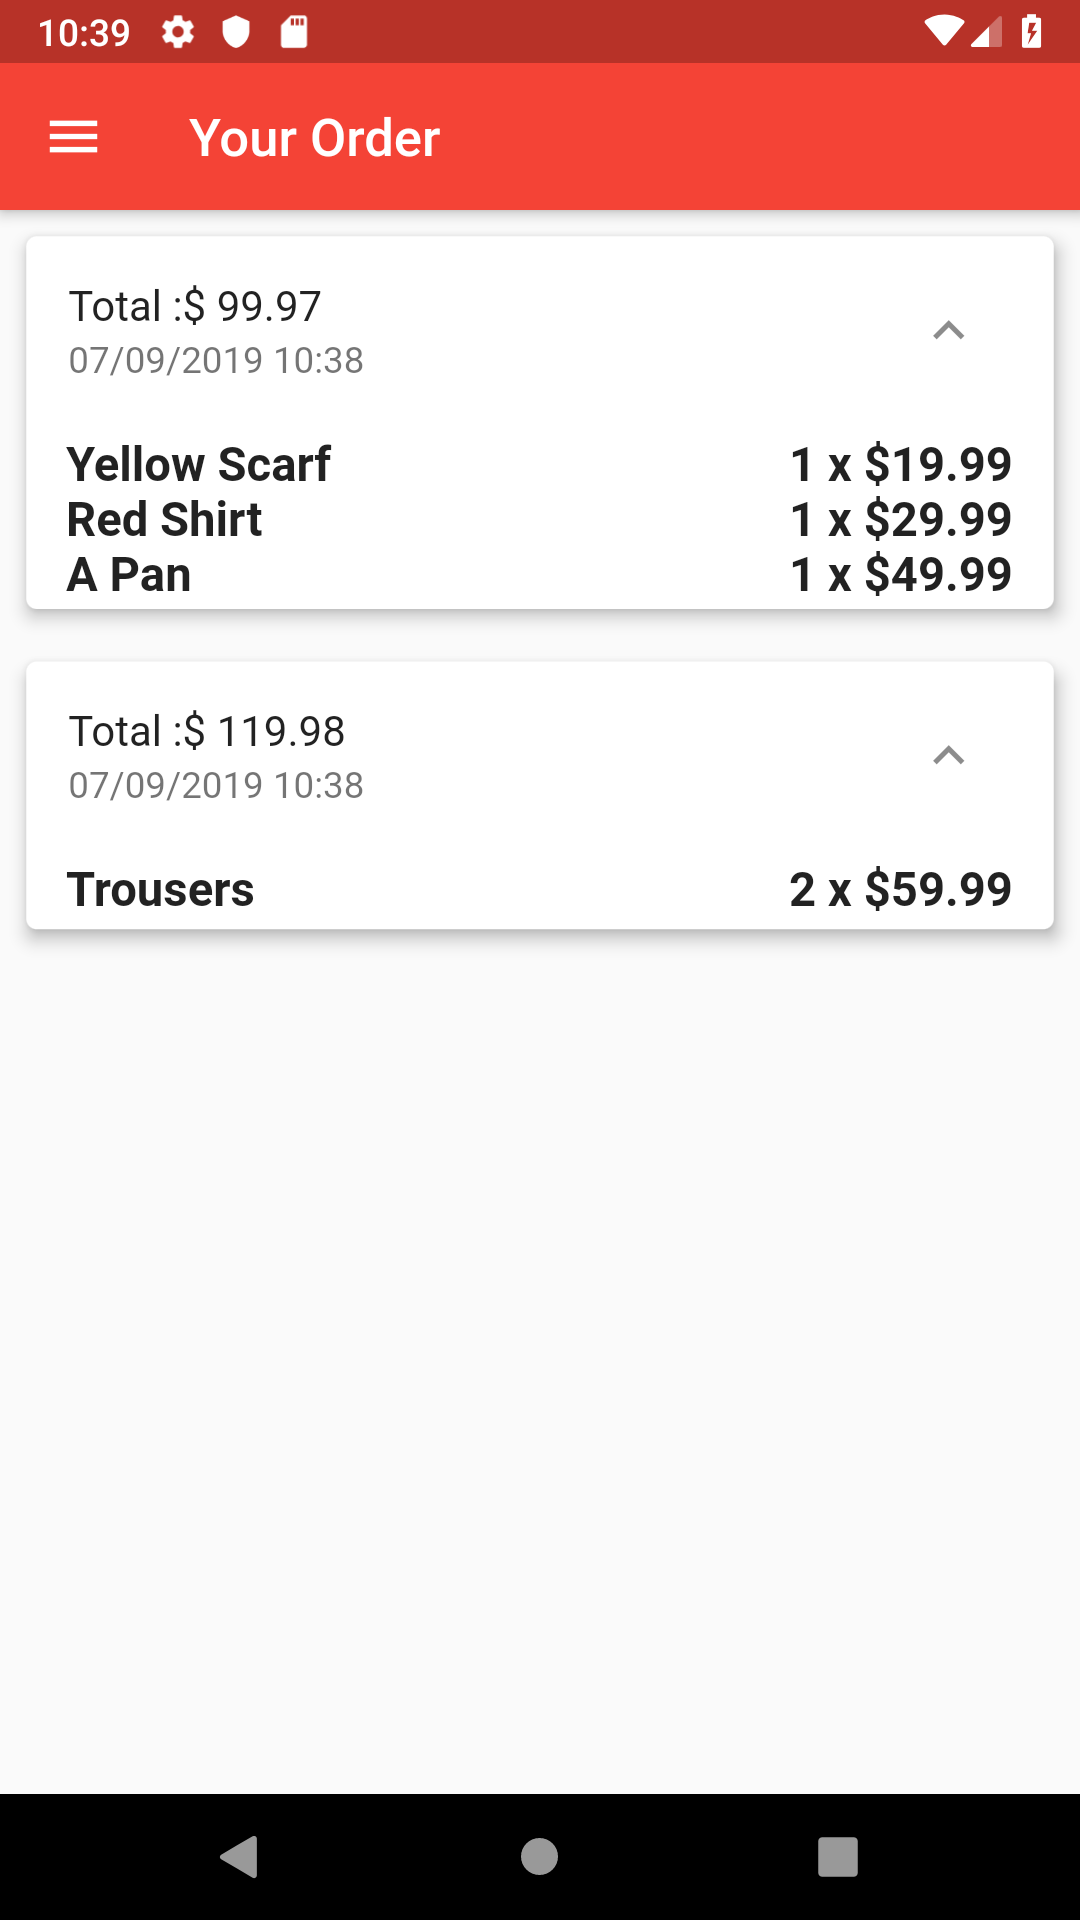 10:39
Your Order
Total :$ 99.97
07/09/2019 10:38
Yellow Scarf 1 x $19.99
Red Shirt 1 x $29.99
A Pan 1 x $49.99
Total :$ 119.98
07/09/2019 10:38
Trousers 2 x $59.99